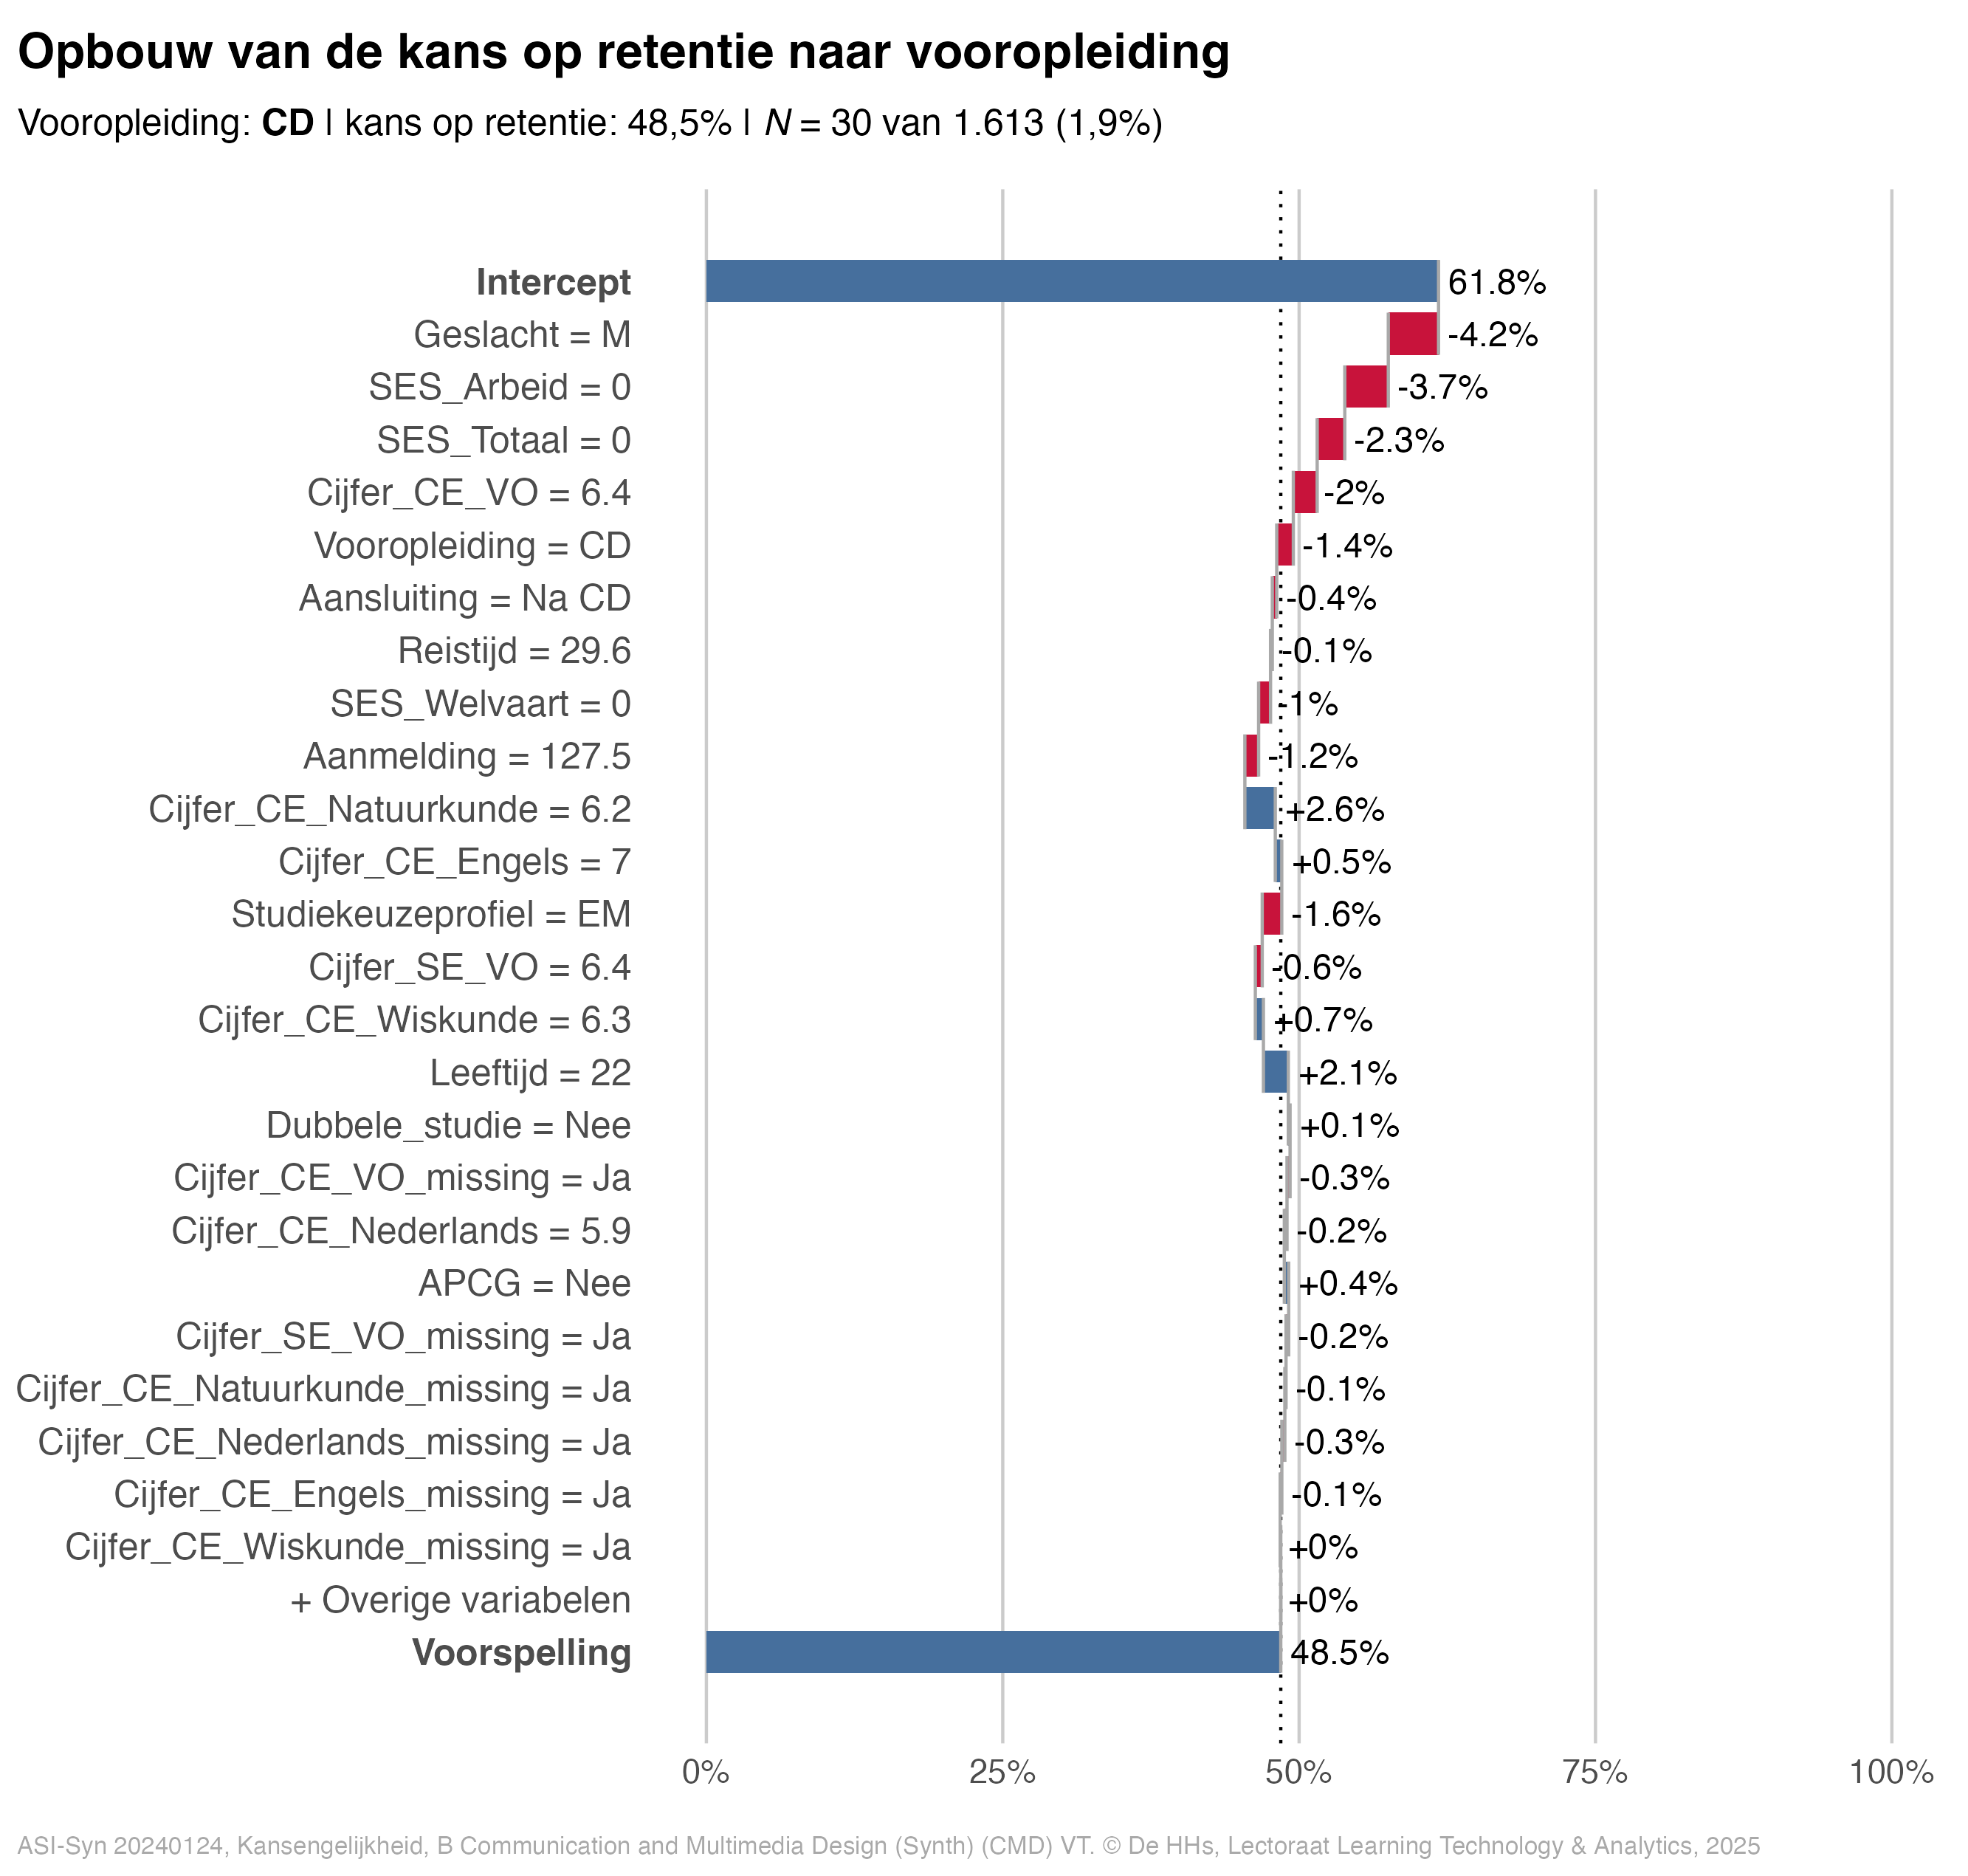 Opbouw van de kans op retentie naar vooropleiding
Vooropleiding: CD | kans op retentie: 48,5% | N = 30 van 1.613 (1,9%)
Intercept 61.8%
Geslacht = M -4.2%
SES_Arbeid = 0 -3.7%
SES_Totaal = 0 -2.3%
Cijfer_CE_VO = 6.4 -2%
Vooropleiding = CD -1.4%
Aansluiting = Na CD -0.4%
Reistijd = 29.6 -0.1%
SES_Welvaart = 0 -1%
Aanmelding = 127.5 -1.2%
Cijfer_CE_Natuurkunde = 6.2 +2.6%
Cijfer_CE_Engels = 7 +0.5%
Studiekeuzeprofiel = EM -1.6%
Cijfer_SE_VO = 6.4 -0.6%
Cijfer_CE_Wiskunde = 6.3 +0.7%
Leeftijd = 22 +2.1%
Dubbele_studie = Nee +0.1%
Cijfer_CE_VO_missing = Ja -0.3%
Cijfer_CE_Nederlands = 5.9 -0.2%
APCG = Nee +0.4%
Cijfer_SE_VO_missing = Ja -0.2%
Cijfer_CE_Natuurkunde_missing = Ja -0.1%
Cijfer_CE_Nederlands_missing = Ja -0.3%
Cijfer_CE_Engels_missing = Ja -0.1%
Cijfer_CE_Wiskunde_missing = Ja +0%
+ Overige variabelen +0%
Voorspelling 48.5%
0% 25% 50% 75% 100%
ASI-Syn 20240124, Kansengelijkheid, B Communication and Multimedia Design (Synth) (CMD) VT. © De HHs, Lectoraat Learning Technology & Analytics, 2025